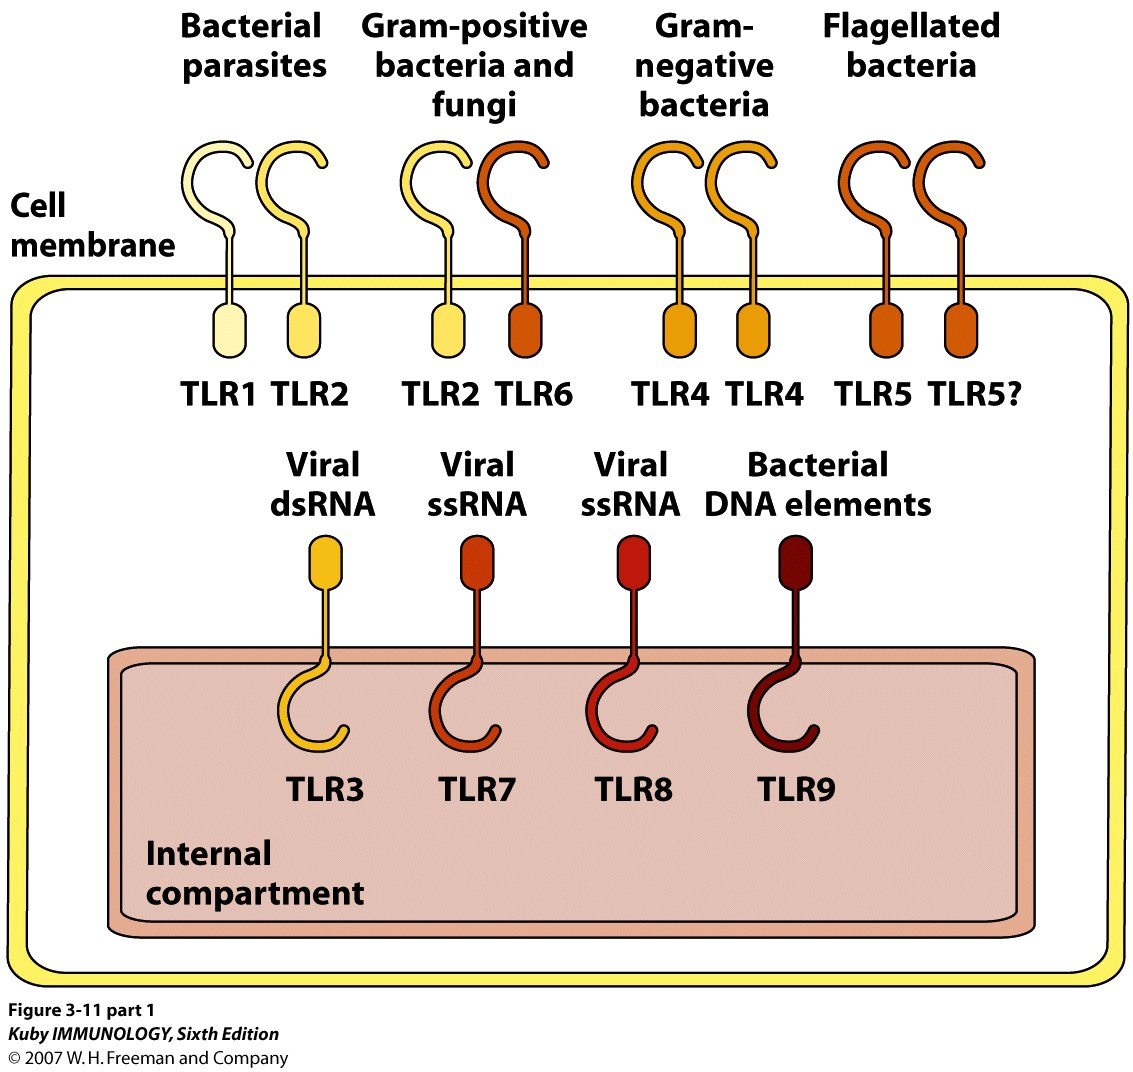 Bacterial
parasites
Gram-positive
bacteria and
fungi
Gram-
negative
bacteria
Flagellated
bacteria
Cell
membrane
TLR1 TLR2 TLR2 TLR6 TLR4 TLR4 TLR5 TLR5?
Viral
dsRNA
Viral
ssRNA
Viral
ssRNA
Bacterial
DNA elements
TLR3 TLR7 TLR8 TLR9
Internal
compartment
Figure 3-11 part 1
Kuby IMMUNOLOGY, Sixth Edition
© 2007 W. H. Freeman and Company